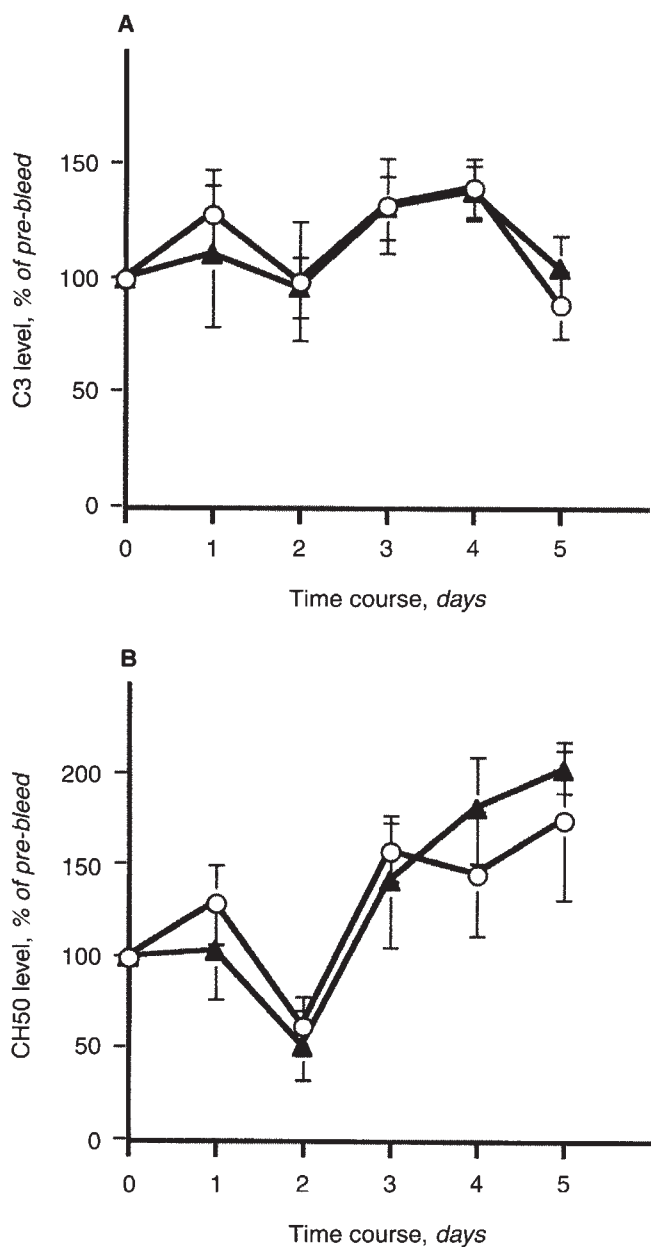 A
C3 level, % of pre-bleed
150
100
50
0
0 1 2 3 4 5
Time course, days
B
CH50 level, % of pre-bleed
200
150
100
50
0
0 1 2 3 4 5
Time course, days